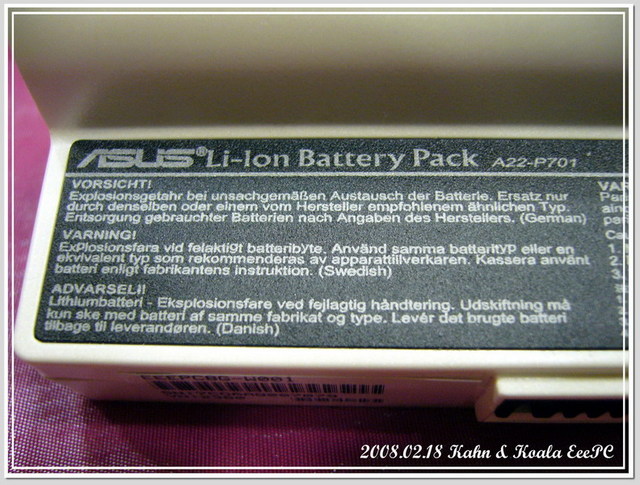 ASUS® Li-Ion Battery Pack A22-P701
VORSICHT!
Explosionsgetahr bei unsachgemäßen Austausch der Batterie. Ersatz nur
durch denselben oder einem vom Hersteller empfohlenem ähnlichen Typ.
Entsorgung gebrauchter Batterien nach Angaben des Herstellers. (German)
VARNING!
Explosionsfara vid felaktigt batteribyte. Använd samma batterityp eller en
ekvivalent typ som rekommenderas av apparattillverkaren. Kassera använt
batteri enligt fabrikantens instruktion. (Swedish)
ADVARSELI!
Lithiumbatteri - Eksplosionsfare ved fejlagtig håndtering. Udskiftning må
kun ske med batteri af samme fabrikat og type. Levér det brugte batteri
tilbage til leverandøren. (Danish)
EEEPC8G-W001
2008.02.18 Kahn & Koala EeePC